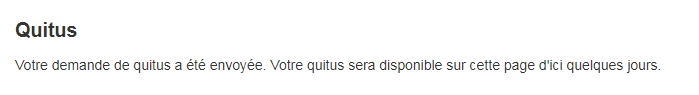 Quitus
Votre demande de quitus a été envoyée. Votre quitus sera disponible sur cette page d'ici quelques jours.